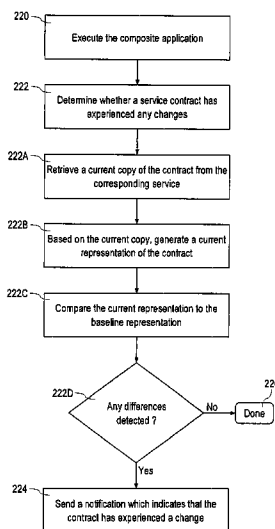 220
Execute the composite application
222
Determine whether a service contract has
experienced any changes
222A
Retrieve a current copy of the contract from the
corresponding service
222B
Based on the current copy, generate a current
representation of the contract
222C
Compare the current representation to the
baseline representation
222D
Any differences
detected ?
No
Done
Yes
224
Send a notification which indicates that the
contract has experienced a change